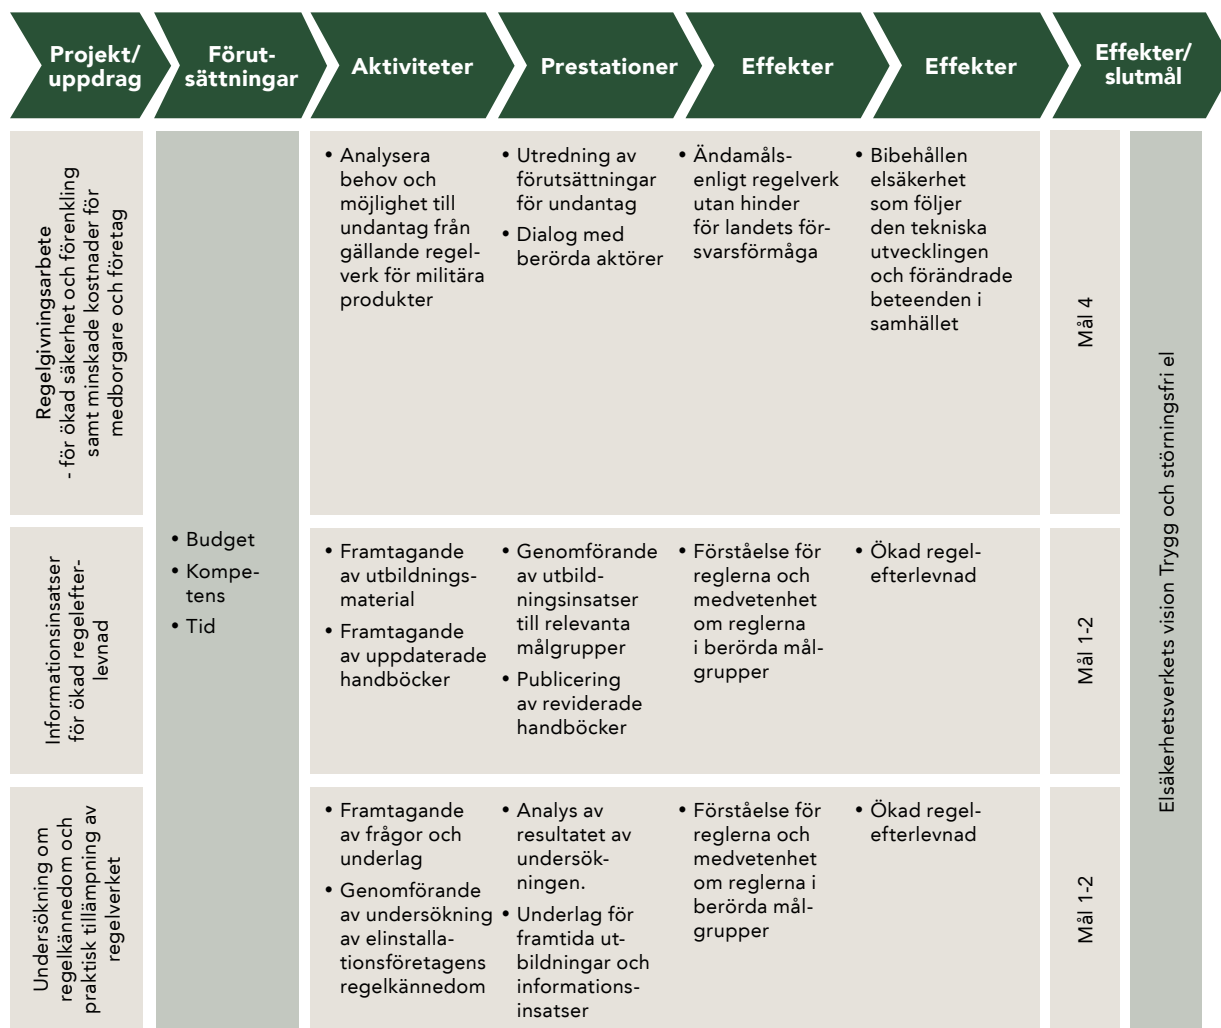 Projekt/
uppdrag
Förut-
sättningar
Aktiviteter
Prestationer
Effekter
Effekter
Effekter/
slutmål
Regelgivningsarbete
- för ökad säkerhet och förenkling
samt minskade kostnader för
medborgare och företag
• Budget
• Kompe-
tens
• Tid
• Analysera
behov och
möjlighet till
undantag från
gällande regel-
verk för militära
produkter
• Utredning av
förutsättningar
för undantag
• Dialog med
berörda aktörer
• Ändamåls-
enligt regelverk
utan hinder
för landets för-
svarsförmåga
• Bibehållen
elsäkerhet
som följer
den tekniska
utvecklingen
och förändrade
beteenden i
samhället
Mål 4
Elsäkerhetsverkets vision Trygg och störningsfri el
Informationsinsatser
för ökad regelefter-
levnad
• Framtagande
av utbildnings-
material
• Framtagande
av uppdaterade
handböcker
• Genomförande
av utbild-
ningsinsatser
till relevanta
målgrupper
• Publicering
av reviderade
handböcker
• Förståelse för
reglerna och
medvetenhet
om reglerna
i berörda mål-
grupper
• Ökad regel-
efterlevnad
Mål 1-2
Undersökning om
regelkännedom och
praktisk tillämpning av
regelverket
• Framtagande
av frågor och
underlag
• Genomförande
av undersökning
av elinstalla-
tionsföretagens
regelkännedom
• Analys av
resultatet av
undersök-
ningen.
• Underlag för
framtida ut-
bildningar och
informations-
insatser
• Förståelse för
reglerna och
medvetenhet
om reglerna i
berörda mål-
grupper
• Ökad regel-
efterlevnad
Mål 1-2